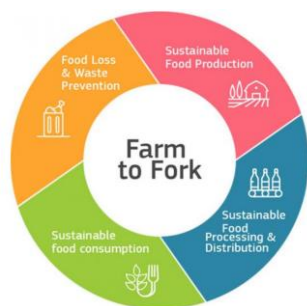 Food Loss
& Waste
Prevention
Sustainable
Food Production
Farm
to Fork
Sustainable
Food
Processing &
Distribution
Sustainable
food consumption